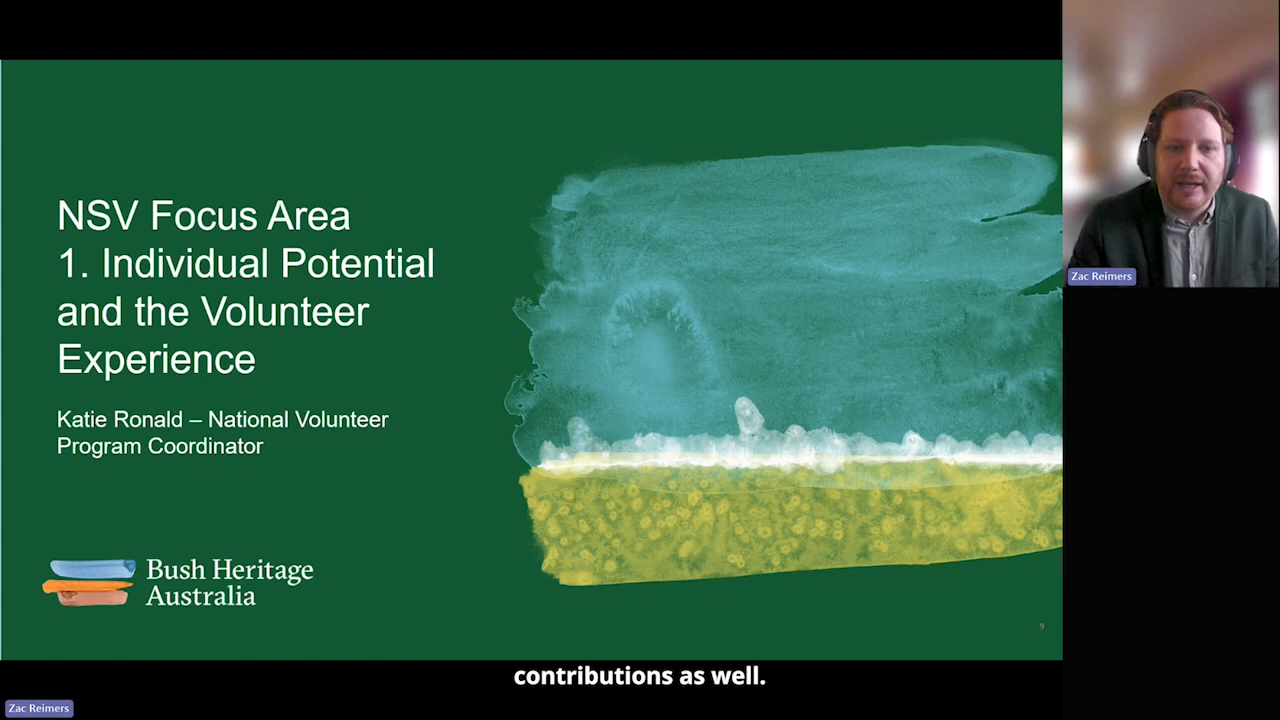 NSV Focus Area
1. Individual Potential
and the Volunteer
Experience
Katie Ronald – National Volunteer
Program Coordinator
Bush Heritage
Australia
9
Zac Reimers
contributions as well.
Zac Reimers